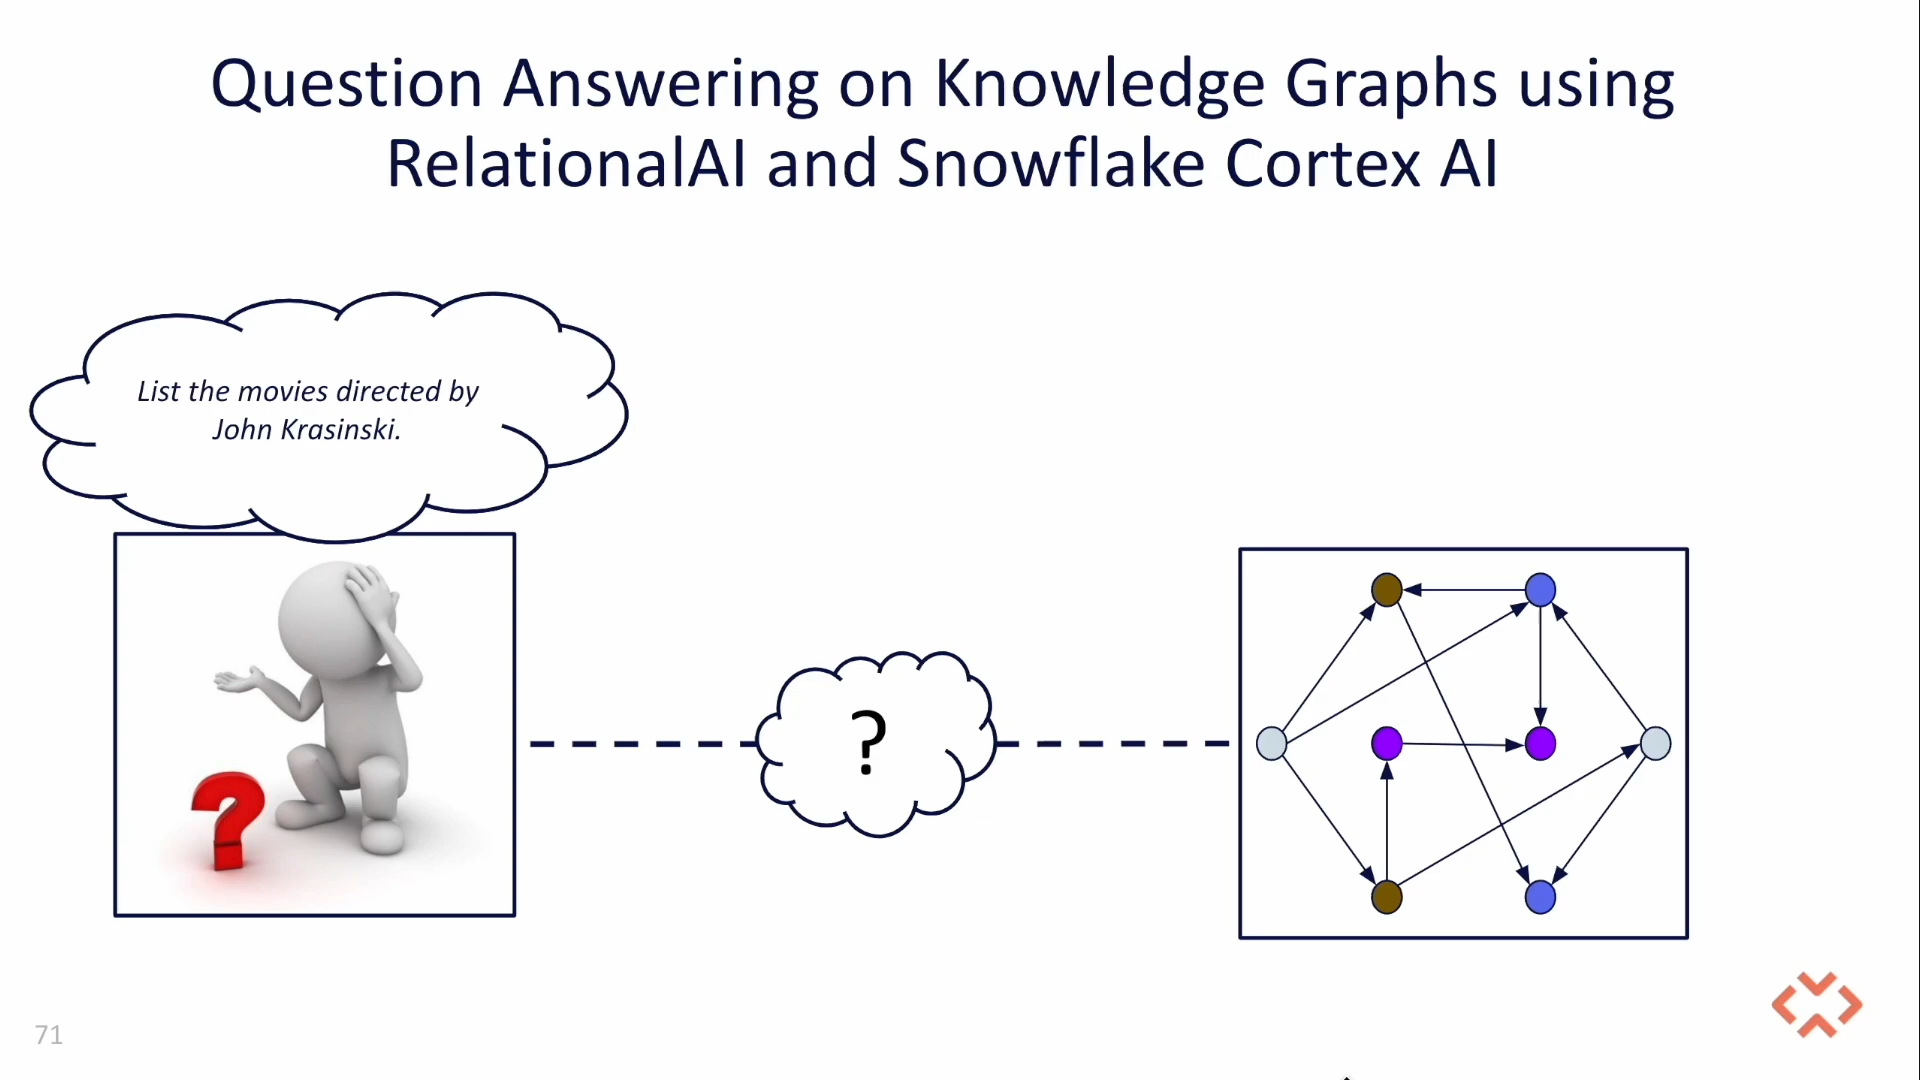 Question Answering on Knowledge Graphs using
RelationalAI and Snowflake Cortex AI
List the movies directed by
John Krasinski.
?
?
71